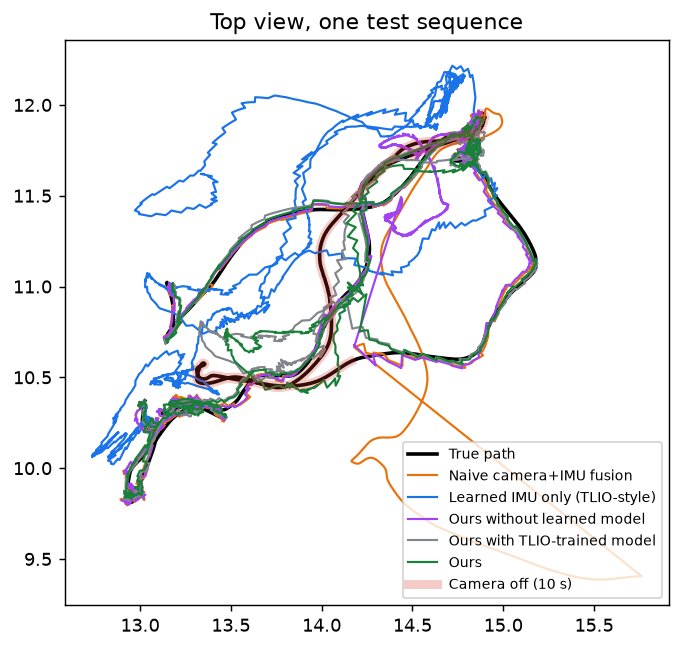 Top view, one test sequence
12.0
11.5
11.0
10.5
10.0
9.5
True path
Naive camera+IMU fusion
Learned IMU only (TLIO-style)
Ours without learned model
Ours with TLIO-trained model
Ours
Camera off (10 s)
13.0 13.5 14.0 14.5 15.0 15.5